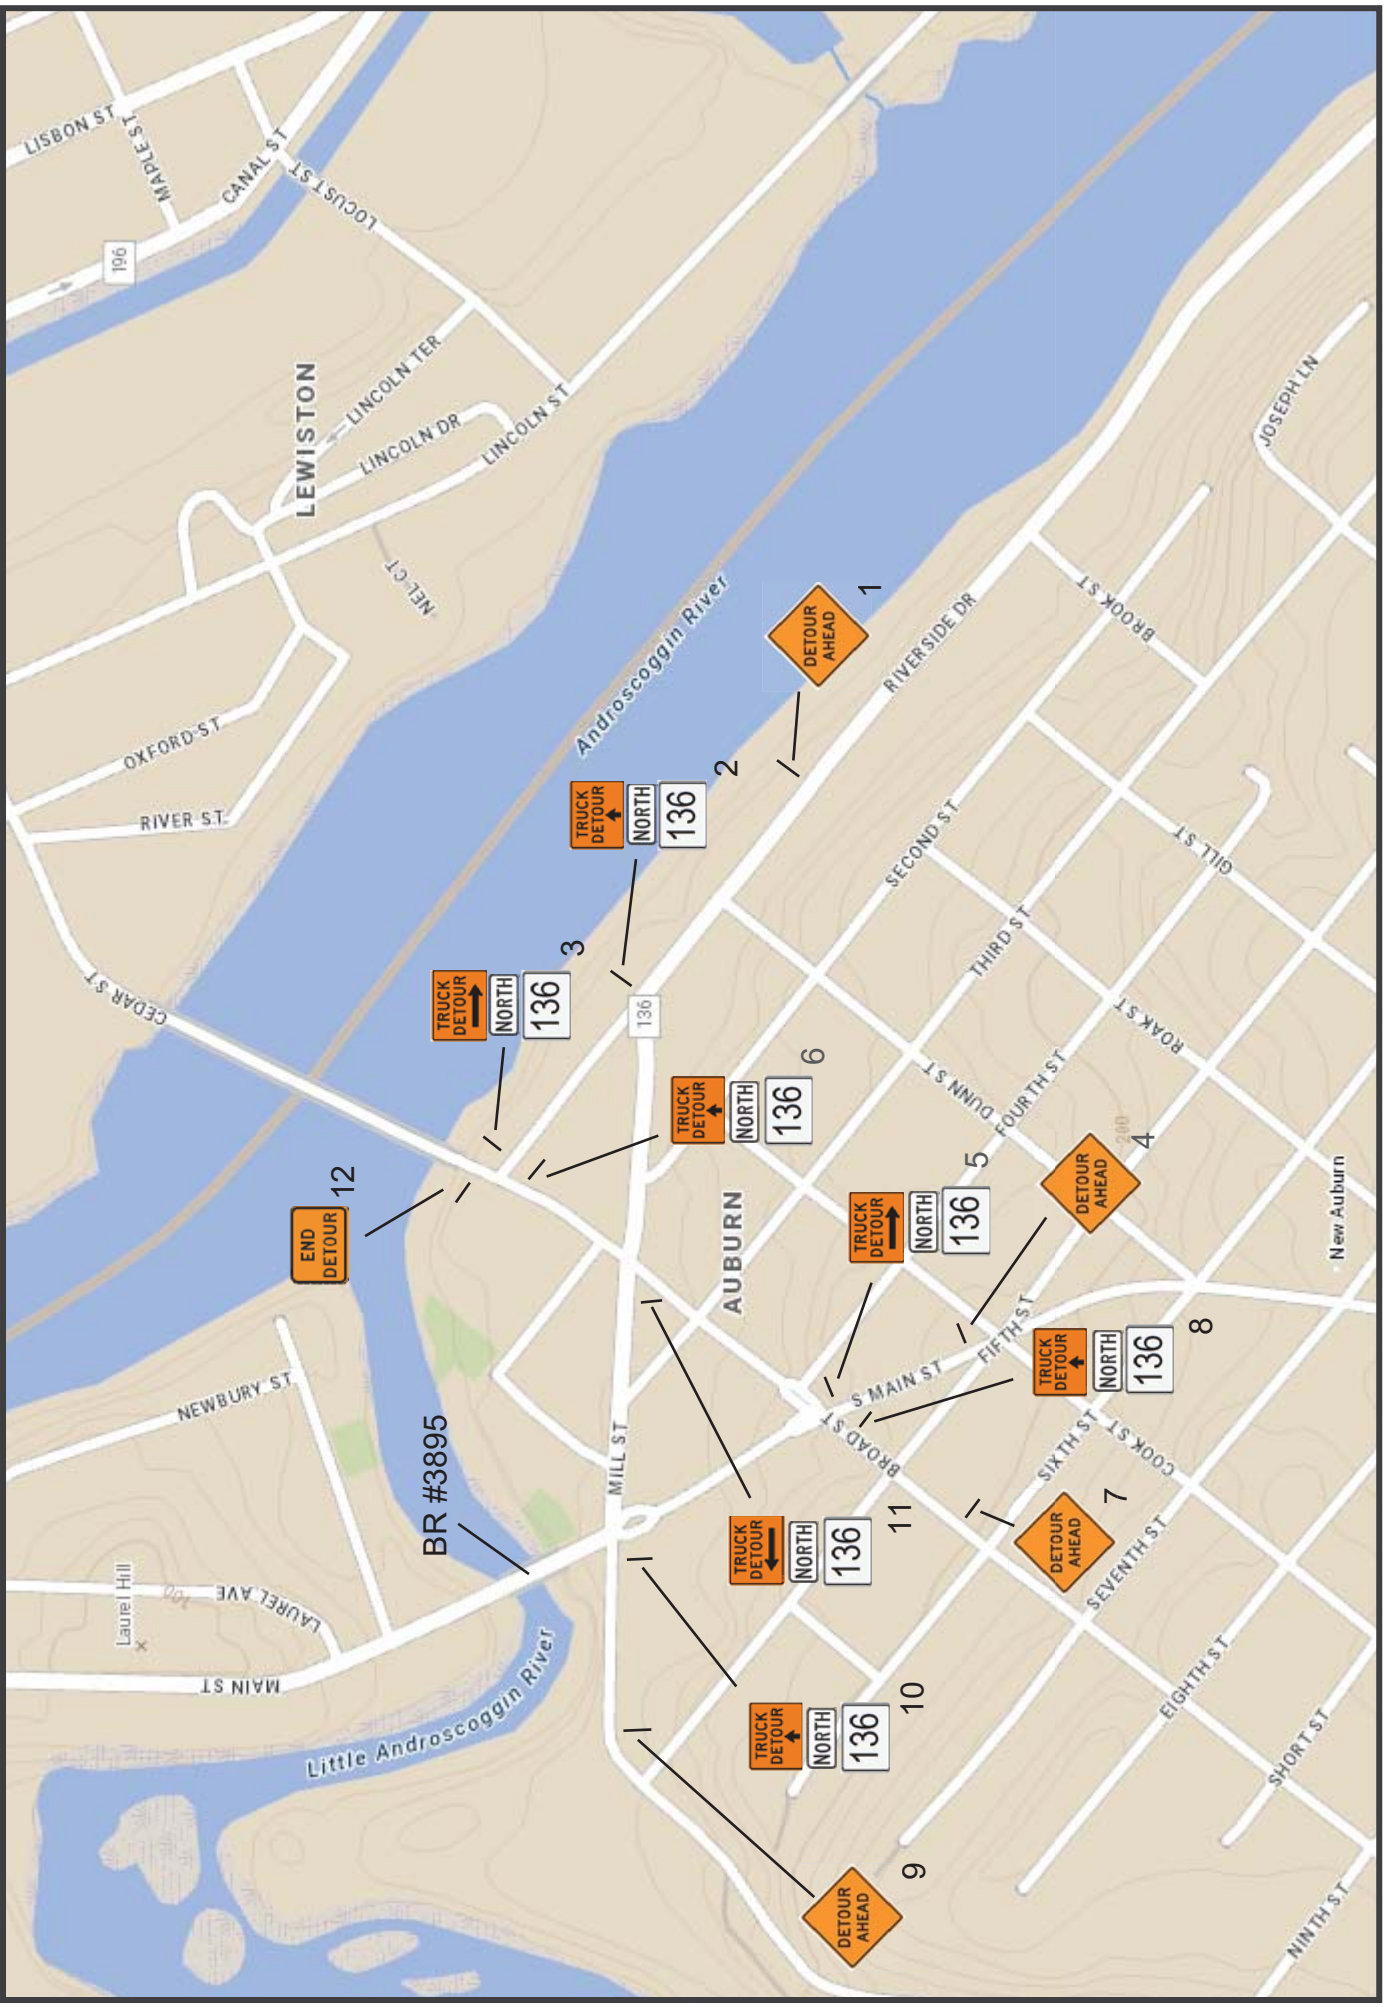 LISBON ST
MAPLE ST
CANAL ST
LOCUST ST
196
LINCOLN TER
LEWISTON
LINCOLN DR
LINCOLN ST
NEL CT
OXFORD ST
RIVER ST
CEDAR ST
Androscoggin River
DETOUR
AHEAD
1
RIVERSIDE DR
JOSEPH LN
BROOK ST
GILL ST
SECOND ST
THIRD ST
ROAK ST
DUNN ST
FOURTH ST
TRUCK
DETOUR
NORTH
136
2
TRUCK
DETOUR
NORTH
136
3
136
TRUCK
DETOUR
NORTH
136
6
200
DETOUR
AHEAD
4
TRUCK
DETOUR
NORTH
136
5
AUBURN
END
DETOUR
12
New Auburn
FIFTH ST
S MAIN ST
TRUCK
DETOUR
NORTH
136
8
BROAD ST
SIXTH ST
COOK ST
NEWBURY ST
BR #3895
MILL ST
TRUCK
DETOUR
NORTH
136
11
DETOUR
AHEAD
7
SEVENTH ST
Laurel Hill
200
LAUREL AVE
MAIN ST
Little Androscoggin River
TRUCK
DETOUR
NORTH
136
10
EIGHTH ST
SHORT ST
DETOUR
AHEAD
9
NINTH ST